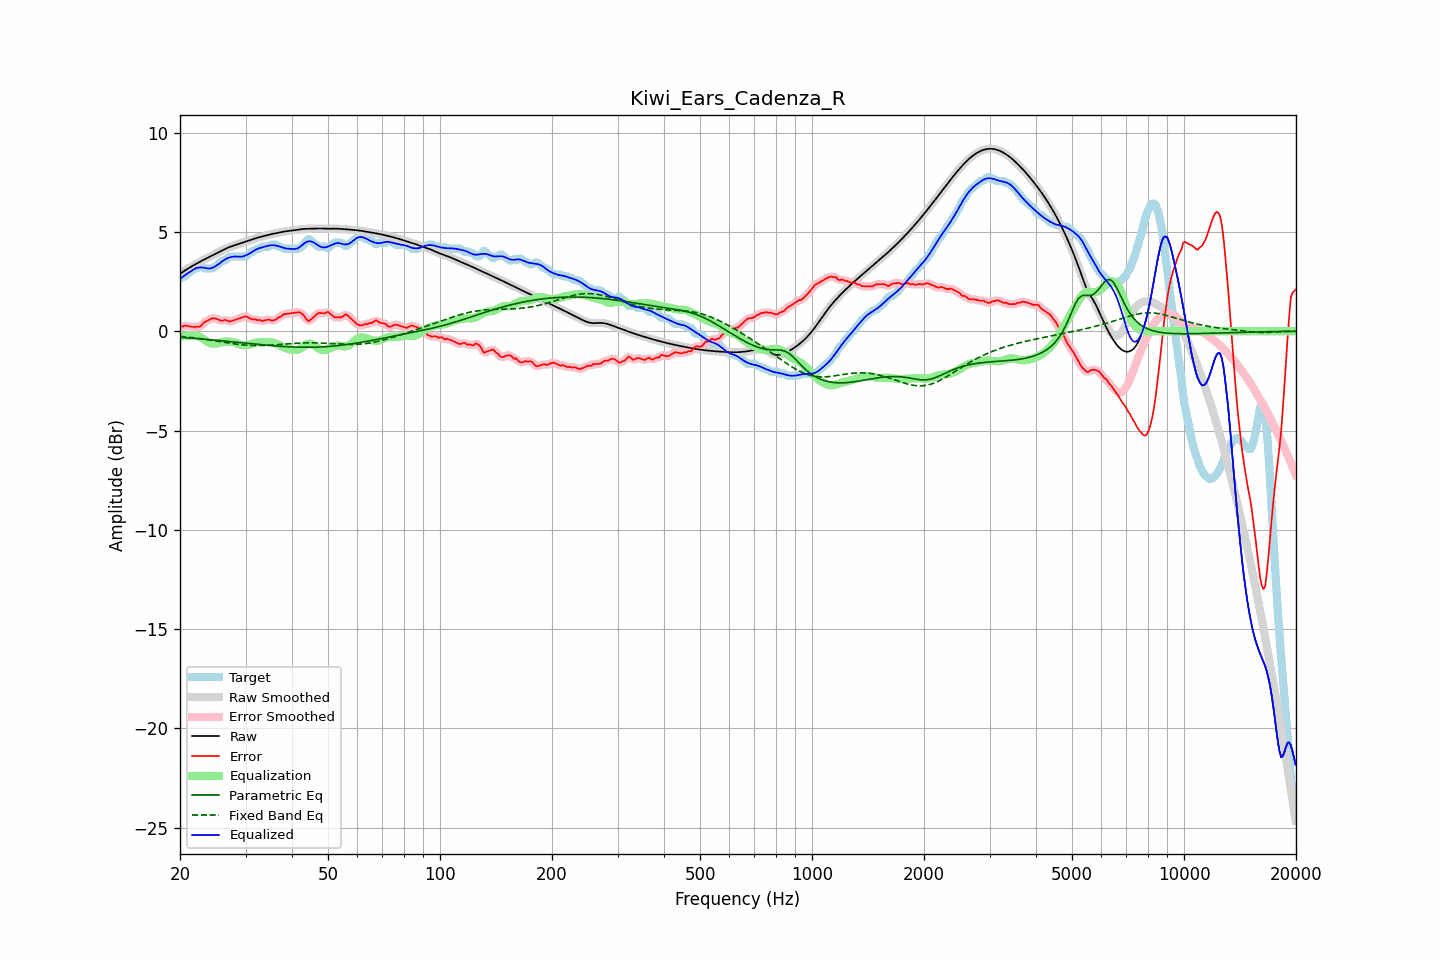 Kiwi_Ears_Cadenza_R
10
5
0
−5
−10
−15
−20
−25
Amplitude (dBr)
Target
Raw Smoothed
Error Smoothed
Raw
Error
Equalization
Parametric Eq
Fixed Band Eq
Equalized
20 50 100 200 500 1000 2000 5000 10000 20000
Frequency (Hz)